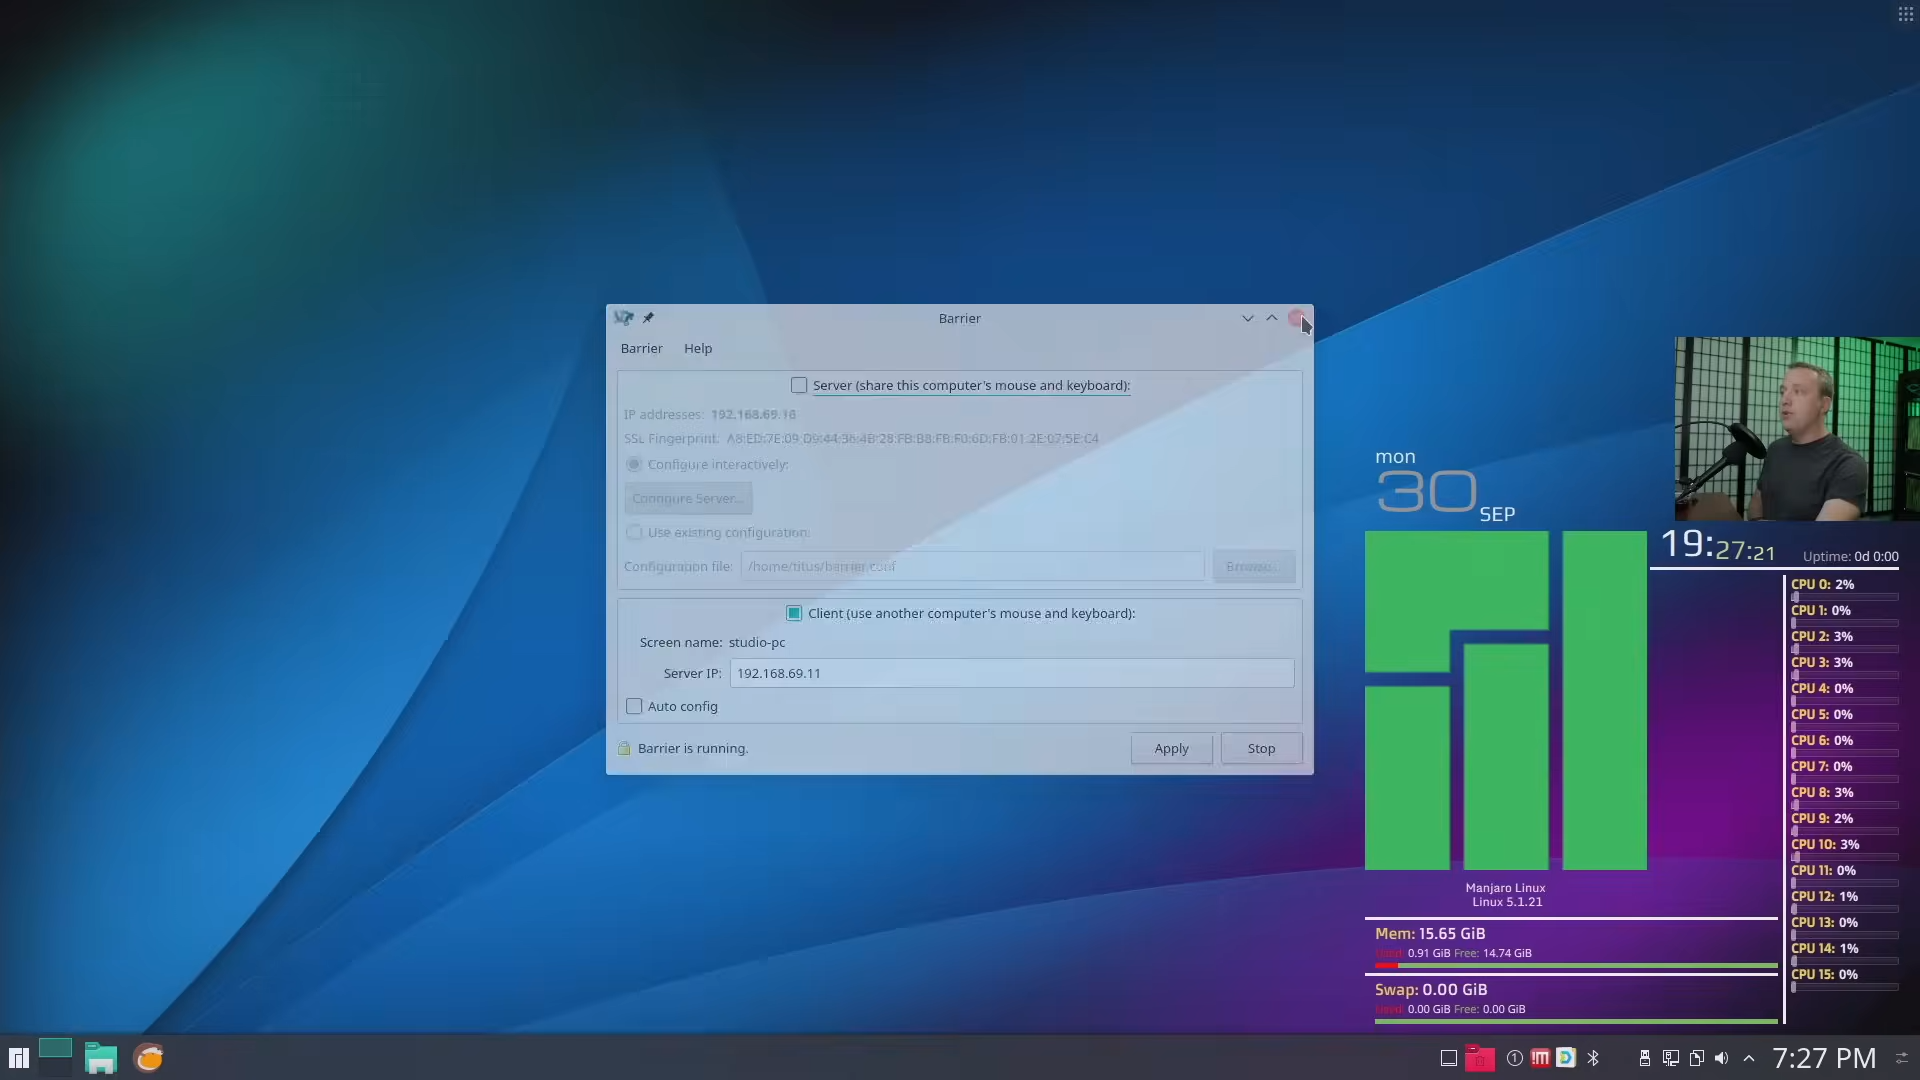 Barrier
Barrier Help
Server (share this computer's mouse and keyboard):
IP addresses: 192.168.69.16
SSL Fingerprint:
Configure interactively:
Configure Server...
Use existing configuration:
Configuration file: /home/titus/barrier.conf
Browse...
Client (use another computer's mouse and keyboard):
Screen name: studio-pc
Server IP: 192.168.69.11
Auto config
Barrier is running.
Apply
Stop
mon
30
SEP
19:27:21
Uptime: 0d 0:00
CPU 0: 2%
CPU 1: 0%
CPU 2: 3%
CPU 3: 3%
CPU 4: 0%
CPU 5: 0%
CPU 6: 0%
CPU 7: 0%
CPU 8: 3%
CPU 9: 2%
CPU 10: 3%
CPU 11: 0%
CPU 12: 1%
CPU 13: 0%
CPU 14: 1%
CPU 15: 0%
Manjaro Linux
Linux 5.1.21
Mem: 15.65 GiB
Used: 0.91 GiB Free: 14.74 GiB
Swap: 0.00 GiB
Used: 0.00 GiB Free: 0.00 GiB
7:27 PM